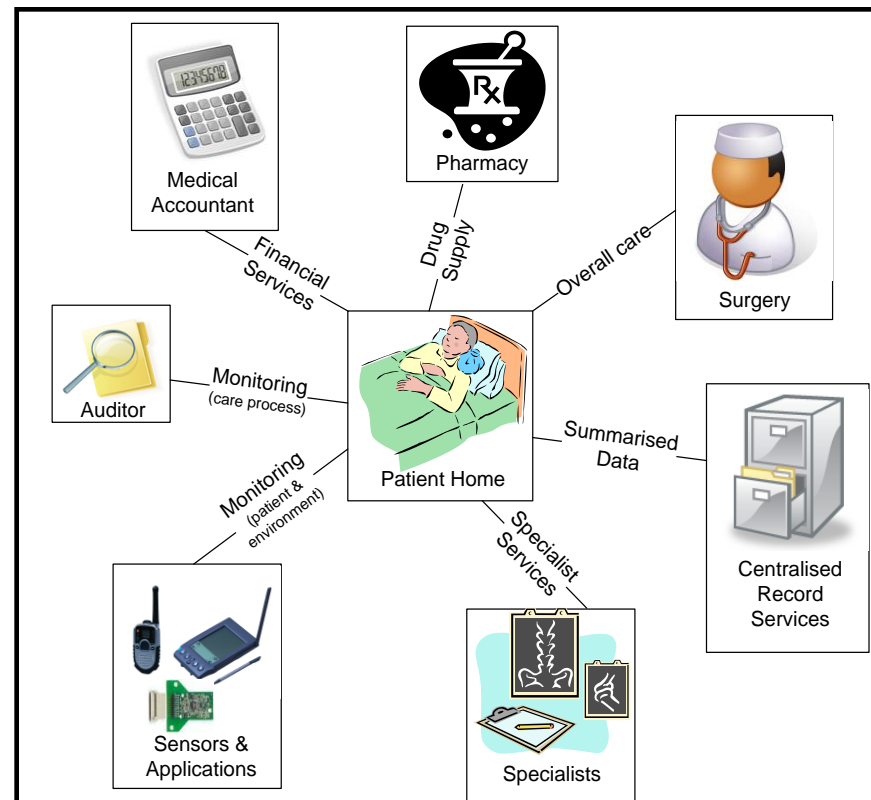 12345678
Medical
Accountant
Rx
Pharmacy
Surgery
Financial
Services
Drug
Supply
Overall care
Auditor
Monitoring
(care process)
Patient Home
Summarised
Data
Centralised
Record
Services
Monitoring
(patient &
environment)
Specialist
Services
Sensors &
Applications
Specialists